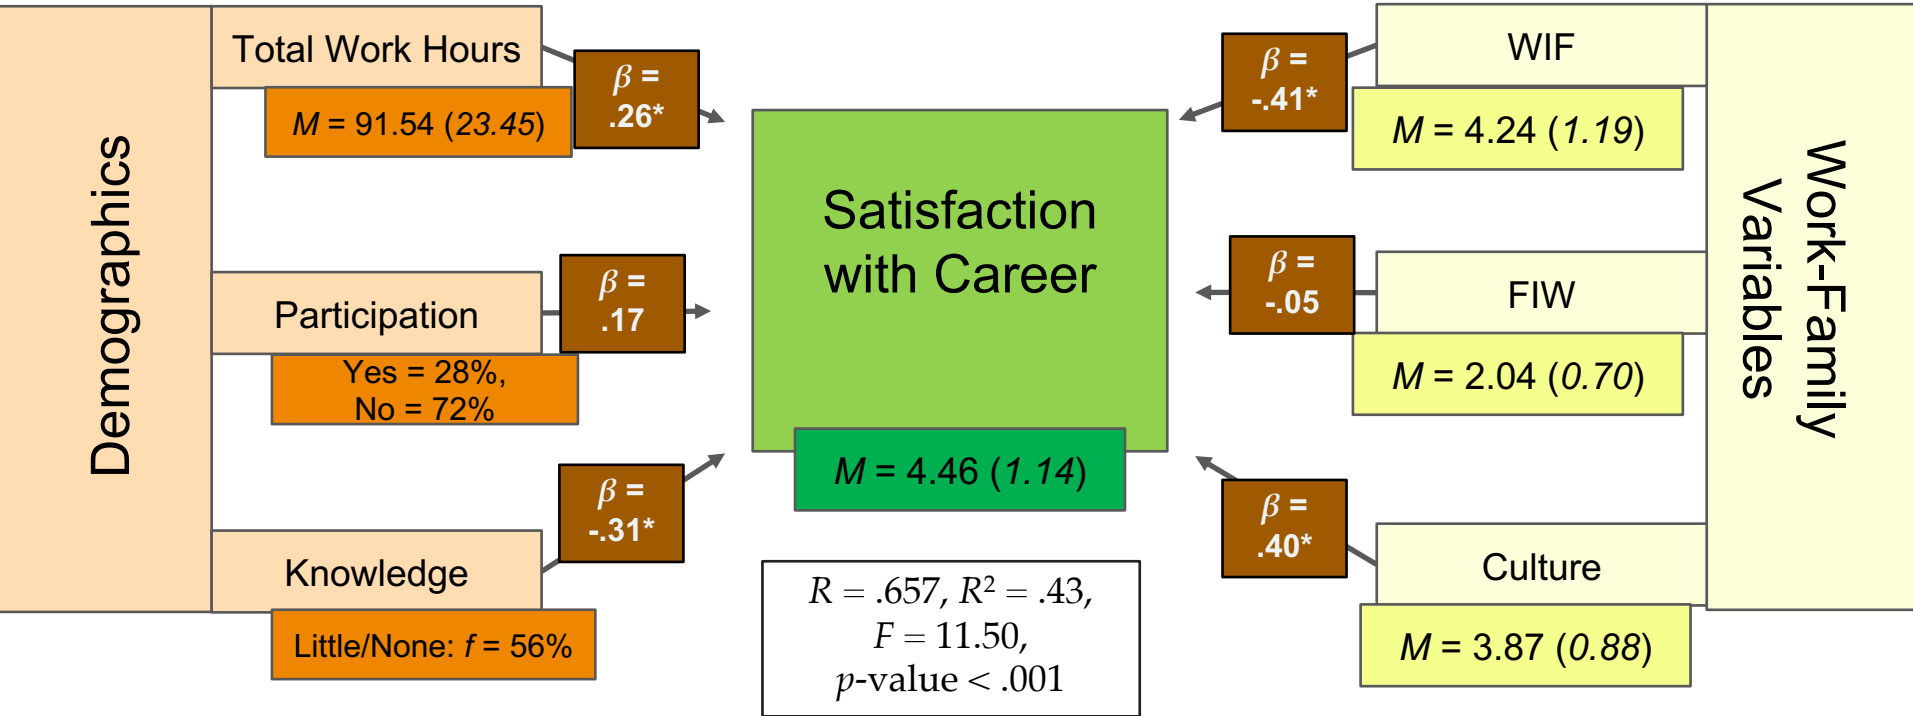 Demographics
Total Work Hours
M = 91.54 (23.45)
β =
.26*
Participation
Yes = 28%,
No = 72%
β =
.17
Knowledge
Little/None: f = 56%
β =
-.31*
Satisfaction
with Career
M = 4.46 (1.14)
R = .657, R² = .43,
F = 11.50,
p-value < .001
β =
-.41*
WIF
M = 4.24 (1.19)
β =
-.05
FIW
M = 2.04 (0.70)
β =
.40*
Culture
M = 3.87 (0.88)
Work-Family
Variables